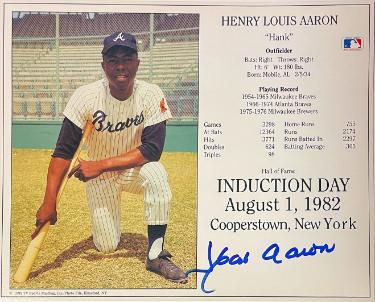 HENRY LOUIS AARON
"Hank"
Outfielder
Bats: Right Throws: Right
Ht: 6' Wt: 180 lbs.
Born: Mobile, AL 2/5/34
Playing Record
1954-1965 Milwaukee Braves
1966-1974 Atlanta Braves
1975-1976 Milwaukee Brewers
Games 3298 Home Runs 755
At Bats 12364 Runs 2174
Hits 3771 Runs Batted In 2297
Doubles 624 Batting Average .305
Triples 98
Hall of Fame
INDUCTION DAY
August 1, 1982
Cooperstown, New York
Braves
Aaron